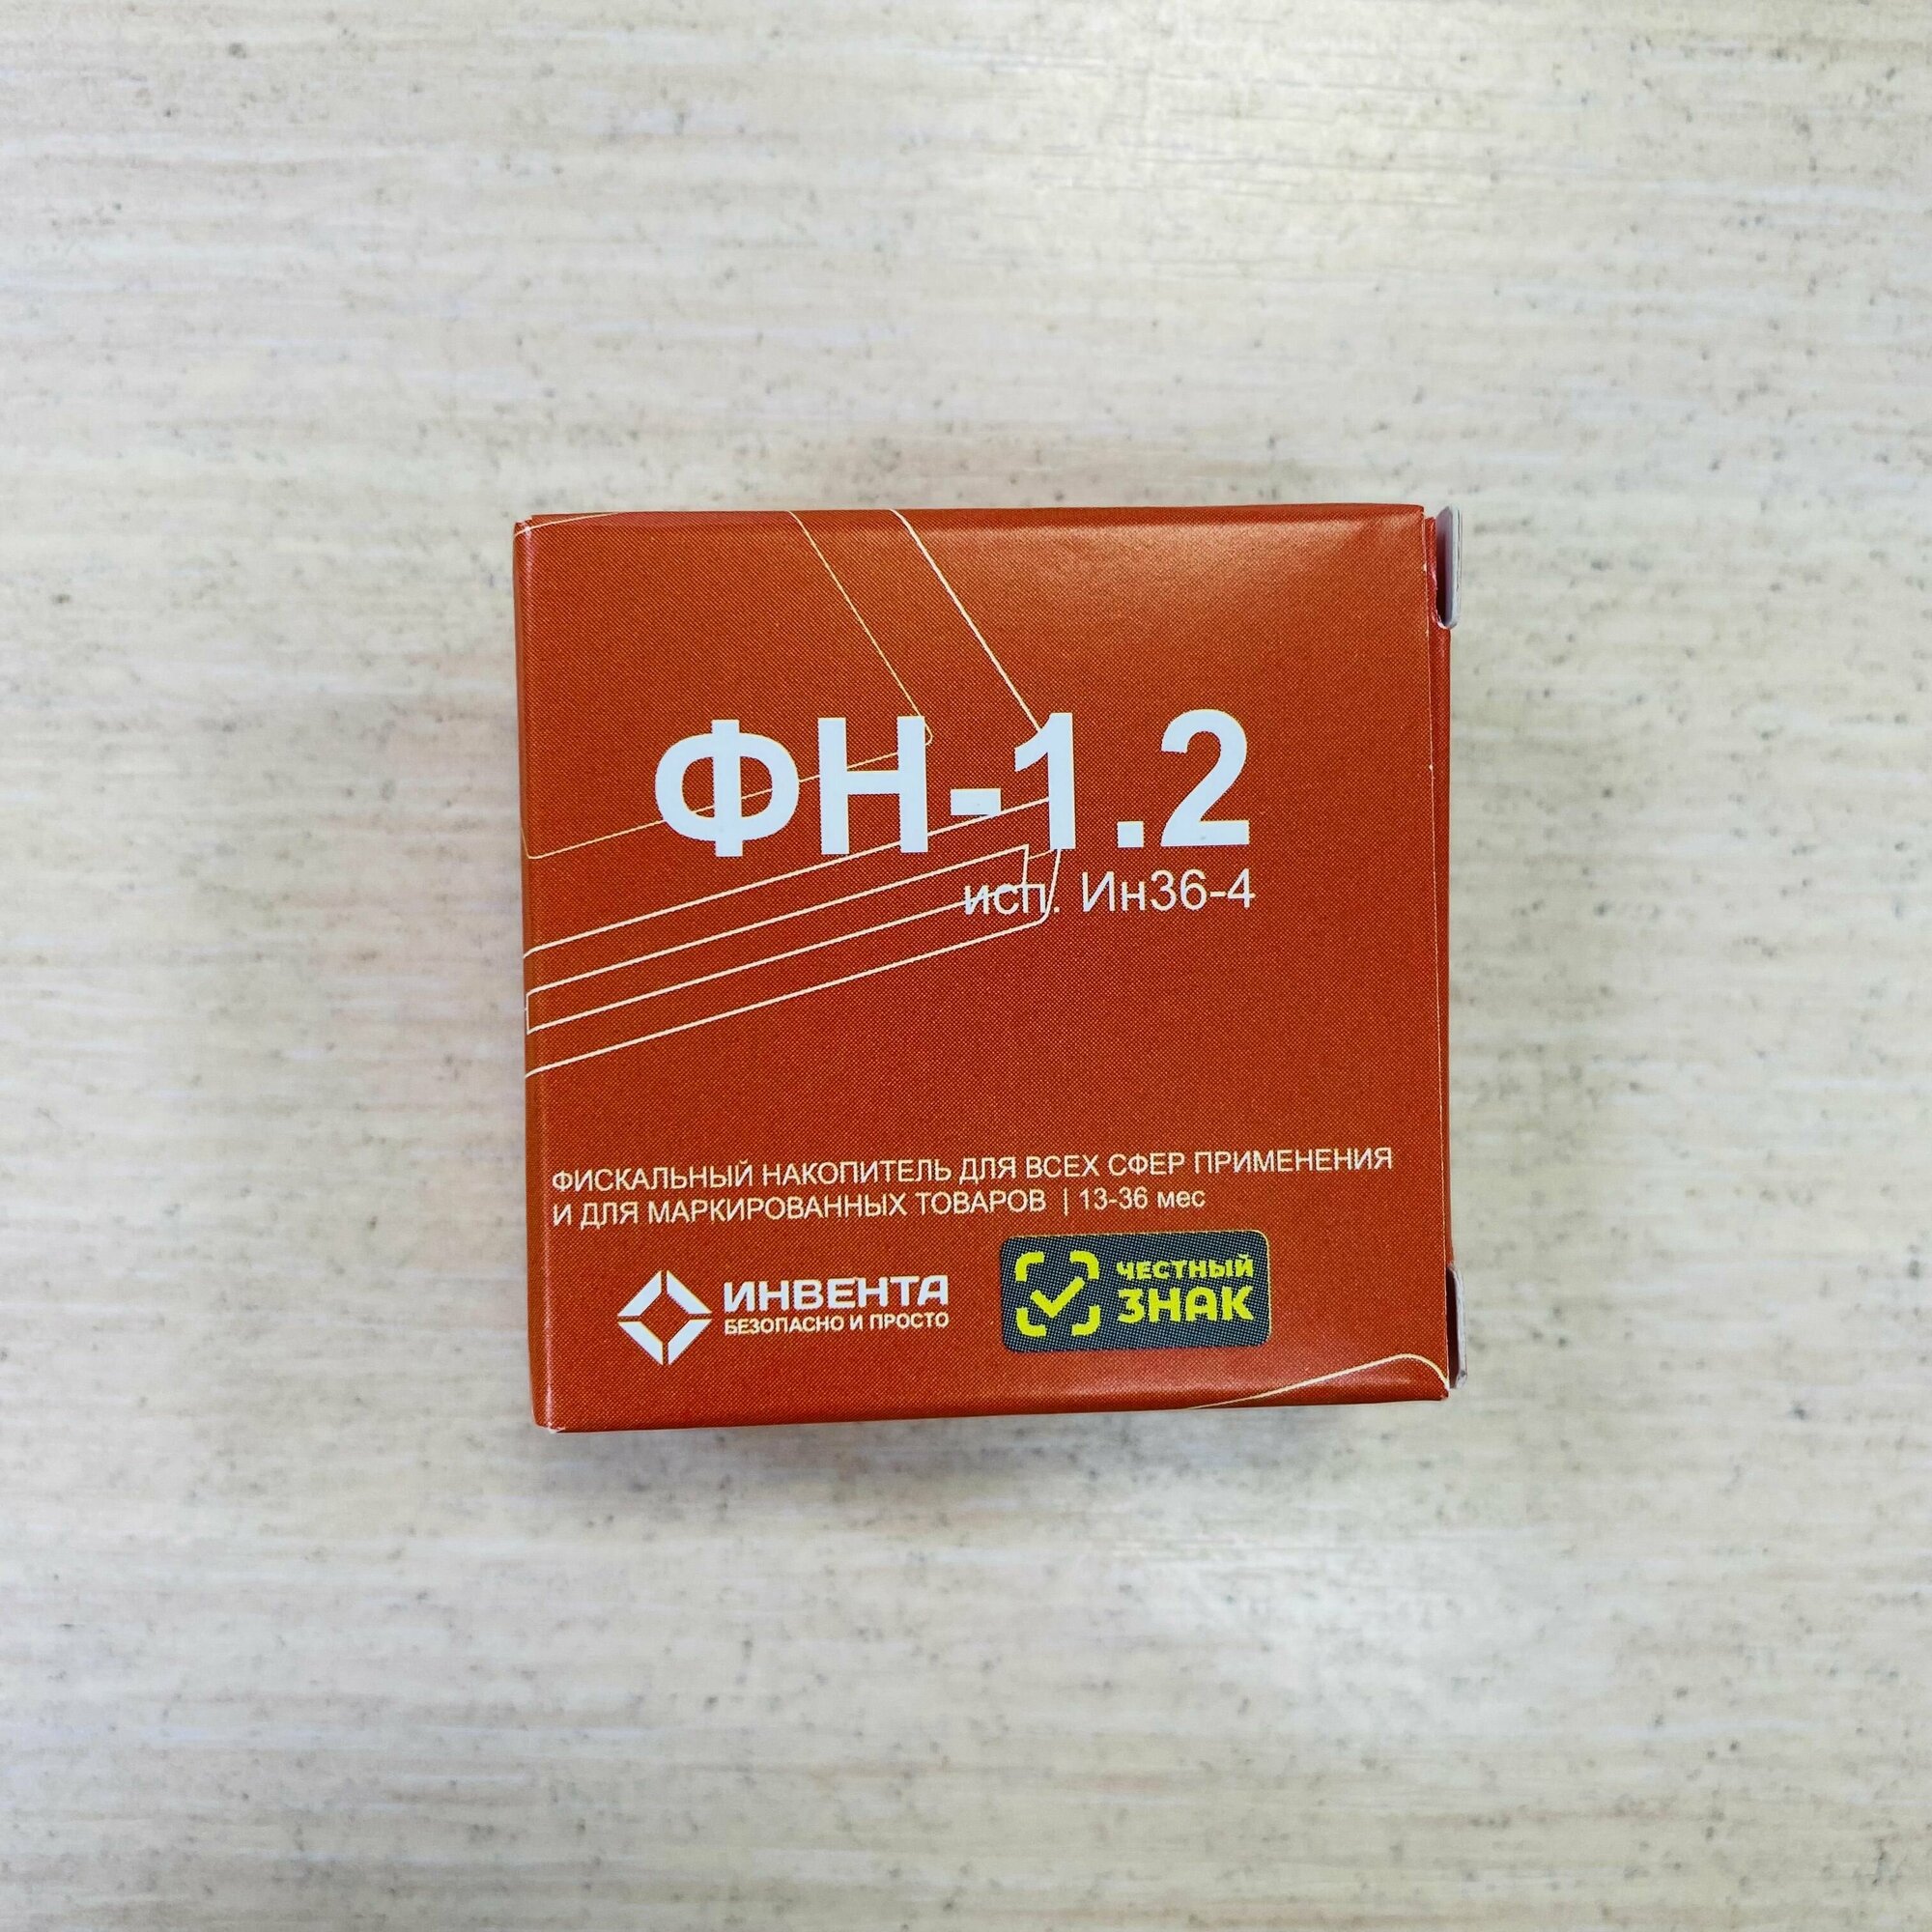 ФН-1.2
исп. Ин36-4
ФИСКАЛЬНЫЙ НАКОПИТЕЛЬ ДЛЯ ВСЕХ СФЕР ПРИМЕНЕНИЯ
И ДЛЯ МАРКИРОВАННЫХ ТОВАРОВ | 13-36 мес
ИНВЕНТА
БЕЗОПАСНО И ПРОСТО
ЧЕСТНЫЙ
ЗНАК